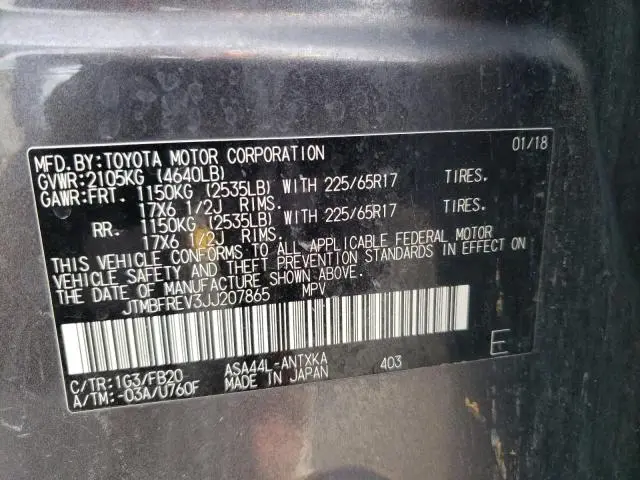 MFD.BY:TOYOTA MOTOR CORPORATION 01/18
GVWR:2105KG (4640LB)
GAWR:FRT. 1150KG (2535LB) WITH 225/65R17 TIRES.
17X6 1/2J RIMS.
RR. 1150KG (2535LB) WITH 225/65R17 TIRES.
17X6 1/2J RIMS.
THIS VEHICLE CONFORMS TO ALL APPLICABLE FEDERAL MOTOR
VEHICLE SAFETY AND THEFT PREVENTION STANDARDS IN EFFECT ON
THE DATE OF MANUFACTURE SHOWN ABOVE.
JTMBFREV3JJ207865 MPV
C/TR:1G3/FB20 ASA44L-ANTXKA 403 E
A/TM:-03A/U760F MADE IN JAPAN